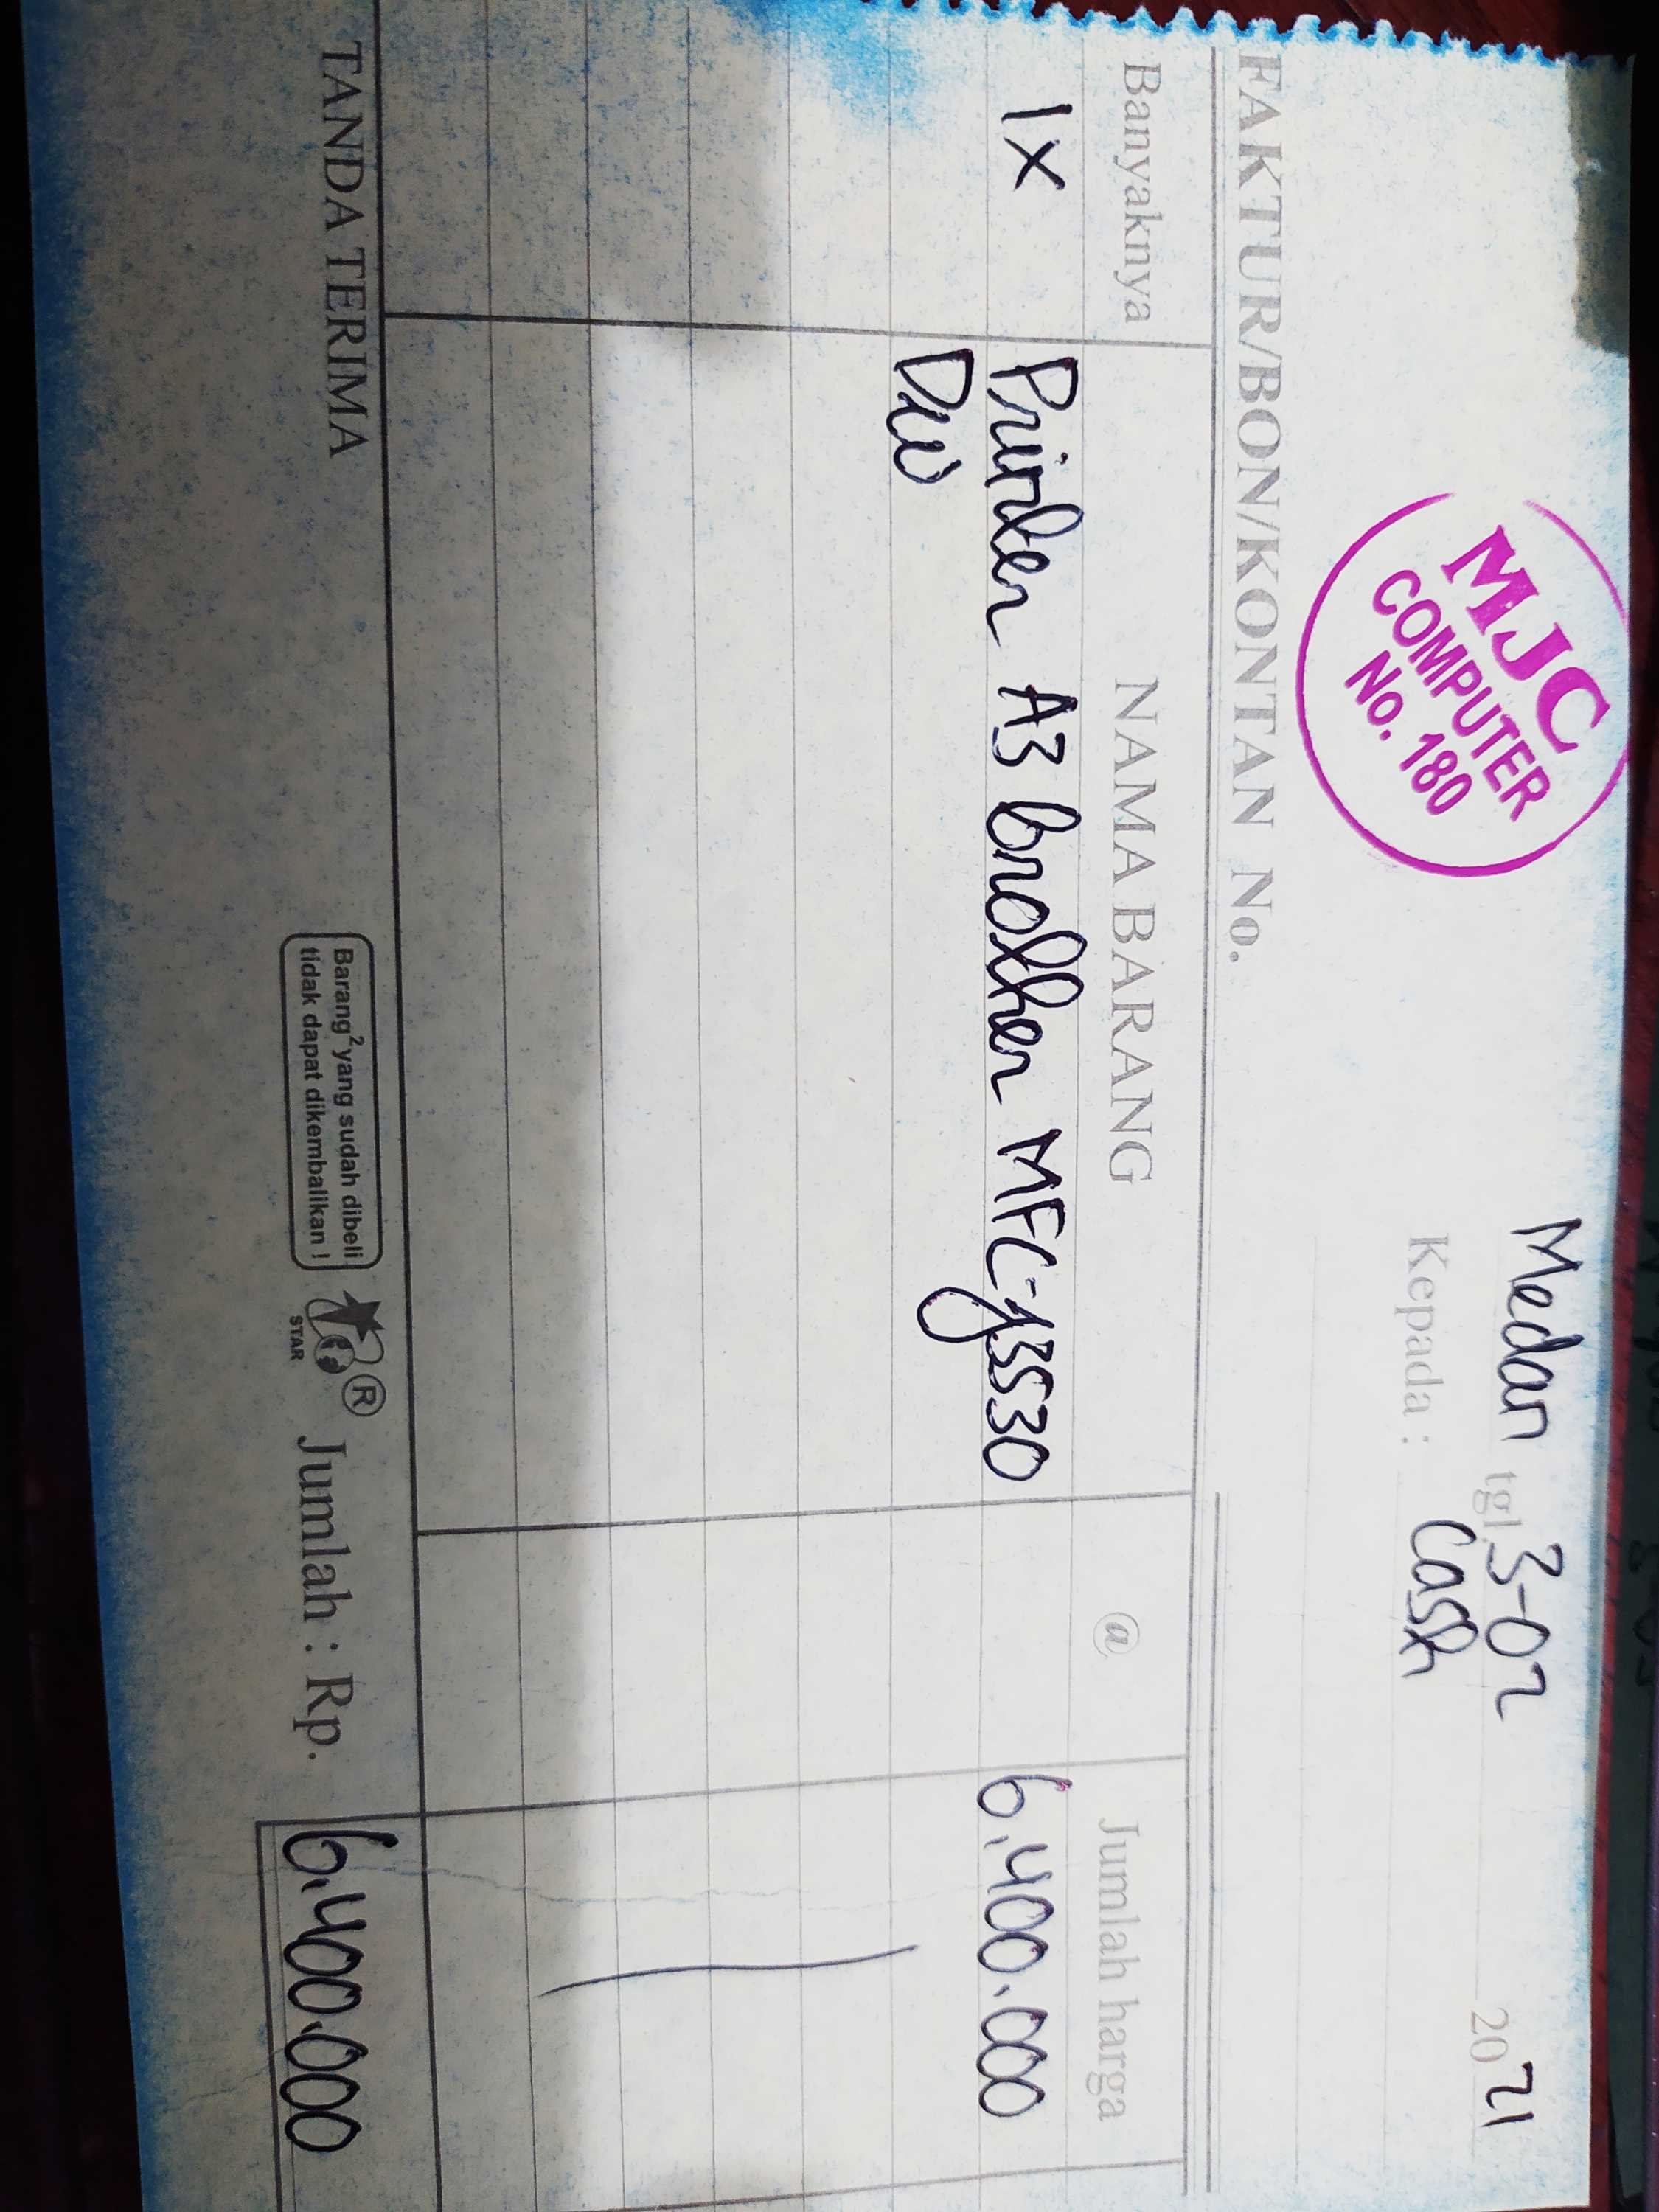 MJC
COMPUTER
No. 180
Medan tgl 3-02 2021
Kepada : Cash
FAKTUR/BON/KONTAN No.
Banyaknya NAMA BARANG @ Jumlah harga
1x Printer A3 brother MFC-J3530 6.400.000
DW
TANDA TERIMA
Barang2 yang sudah dibeli
tidak dapat dikembalikan !
STAR ®
Jumlah : Rp. 6.400.000